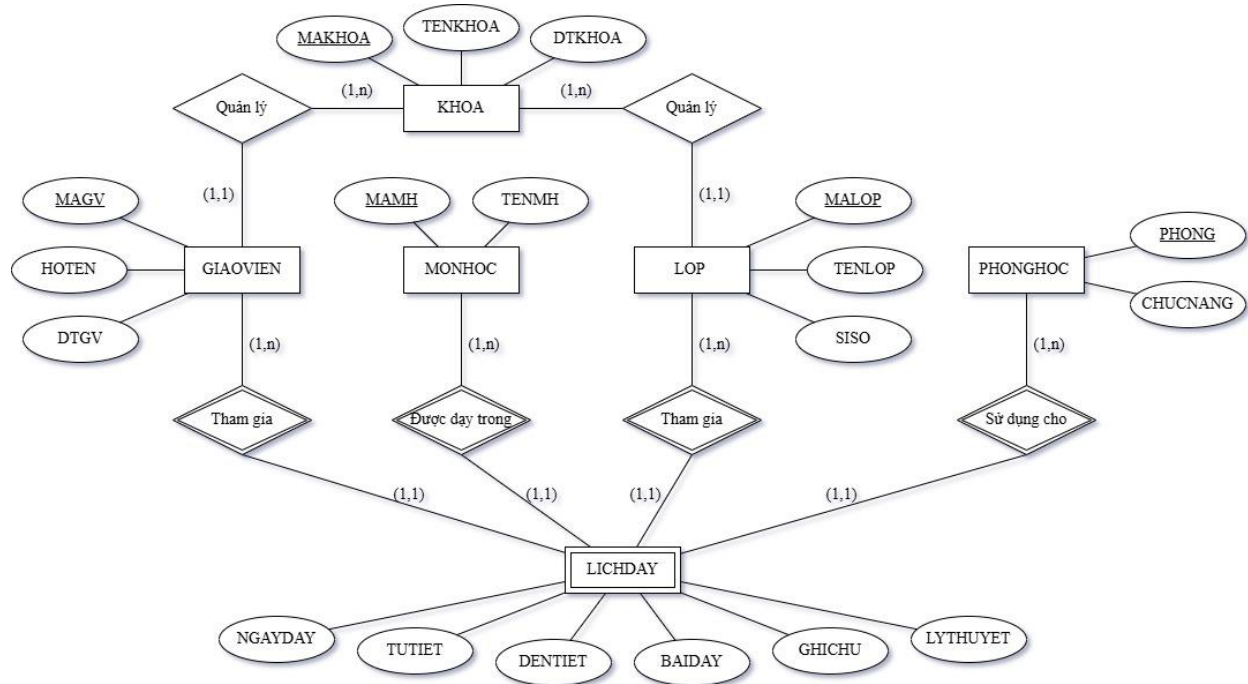 TENKHOA
MAKHOA
DTKHOA
Quản lý
(1,n)
KHOA
(1,n)
Quản lý
(1,1)
(1,1)
MAGV
MAMH
TENMH
MALOP
PHONG
HOTEN
GIAOVIEN
MONHOC
LOP
TENLOP
PHONGHOC
CHUCNANG
DTGV
SISO
(1,n)
(1,n)
(1,n)
(1,n)
Tham gia
Được dạy trong
Tham gia
Sử dụng cho
(1,1)
(1,1)
(1,1)
(1,1)
LICHDAY
NGAYDAY
TUTIET
DENTIET
BAIDAY
GHICHU
LYTHUYET